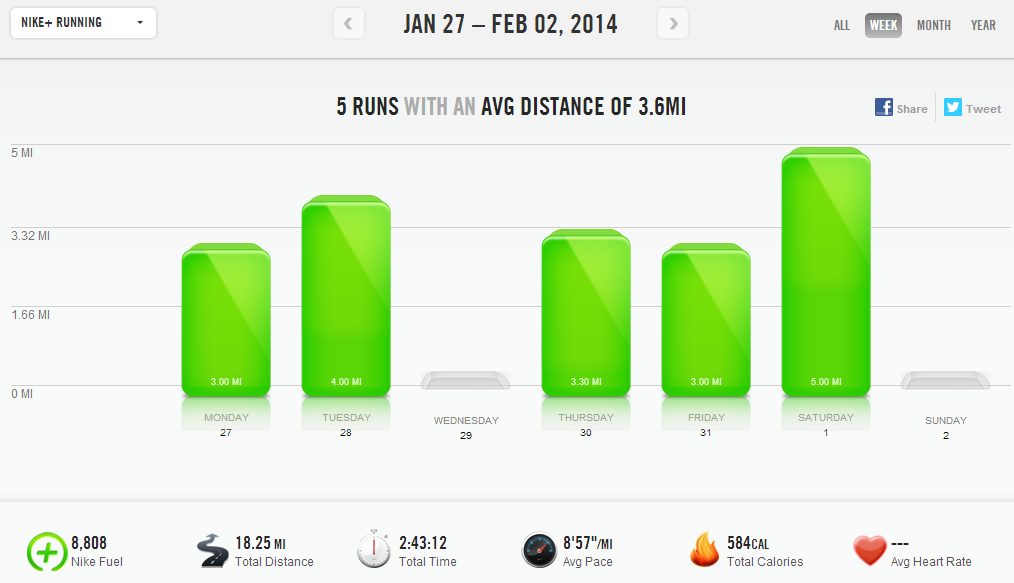 NIKE+ RUNNING
JAN 27 – FEB 02, 2014
ALL WEEK MONTH YEAR
5 RUNS WITH AN AVG DISTANCE OF 3.6MI
Share Tweet
5 MI
3.32 MI
1.66 MI
0 MI
3.00 MI 4.00 MI 3.30 MI 3.00 MI 5.00 MI
MONDAY TUESDAY WEDNESDAY THURSDAY FRIDAY SATURDAY SUNDAY
27 28 29 30 31 1 2
8,808 18.25 MI 2:43:12 8'57"/MI 584CAL ---
Nike Fuel Total Distance Total Time Avg Pace Total Calories Avg Heart Rate